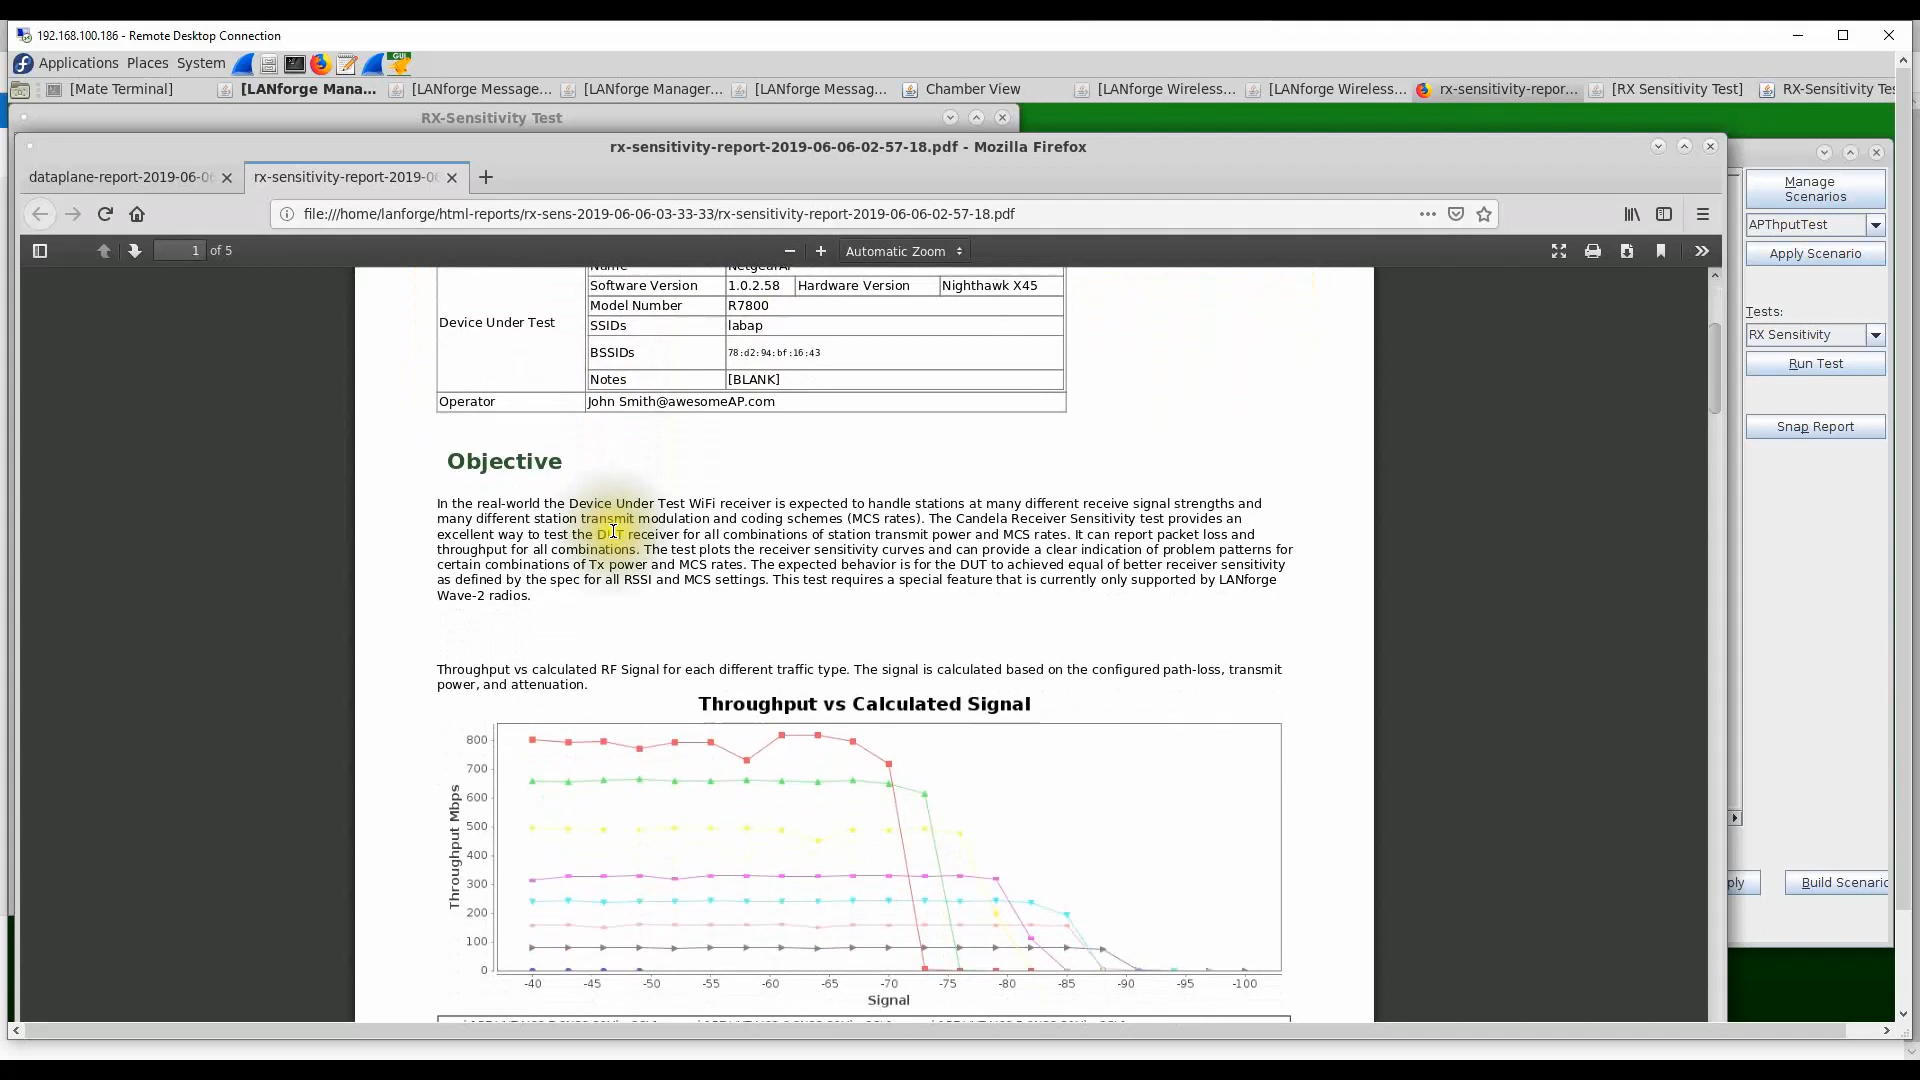 192.168.100.186 - Remote Desktop Connection
Applications Places System
[Mate Terminal] [LANforge Mana... [LANforge Message... [LANforge Manager... [LANforge Messag... Chamber View [LANforge Wireless... [LANforge Wireless... rx-sensitivity-repor... [RX Sensitivity Test] RX-Sensitivity Tes
RX-Sensitivity Test
rx-sensitivity-report-2019-06-06-02-57-18.pdf - Mozilla Firefox
dataplane-report-2019-06-0 rx-sensitivity-report-2019-0
file:///home/lanforge/html-reports/rx-sens-2019-06-06-03-33-33/rx-sensitivity-report-2019-06-06-02-57-18.pdf
1 of 5 Automatic Zoom
Manage
Scenarios
APThputTest
Apply Scenario
Tests:
RX Sensitivity
Run Test
Snap Report
ply Build Scenario
Name NetgearAP
Software Version 1.0.2.58 Hardware Version Nighthawk X45
Model Number R7800
Device Under Test
SSIDs labap
BSSIDs 78:d2:94:bf:16:43
Notes [BLANK]
Operator John Smith@awesomeAP.com
Objective
In the real-world the Device Under Test WiFi receiver is expected to handle stations at many different receive signal strengths and
many different station transmit modulation and coding schemes (MCS rates). The Candela Receiver Sensitivity test provides an
excellent way to test the DUT receiver for all combinations of station transmit power and MCS rates. It can report packet loss and
throughput for all combinations. The test plots the receiver sensitivity curves and can provide a clear indication of problem patterns for
certain combinations of Tx power and MCS rates. The expected behavior is for the DUT to achieved equal of better receiver sensitivity
as defined by the spec for all RSSI and MCS settings. This test requires a special feature that is currently only supported by LANforge
Wave-2 radios.
Throughput vs calculated RF Signal for each different traffic type. The signal is calculated based on the configured path-loss, transmit
power, and attenuation.
Throughput vs Calculated Signal
Throughput Mbps
800
700
600
500
400
300
200
100
0
-40 -45 -50 -55 -60 -65 -70 -75 -80 -85 -90 -95 -100
Signal